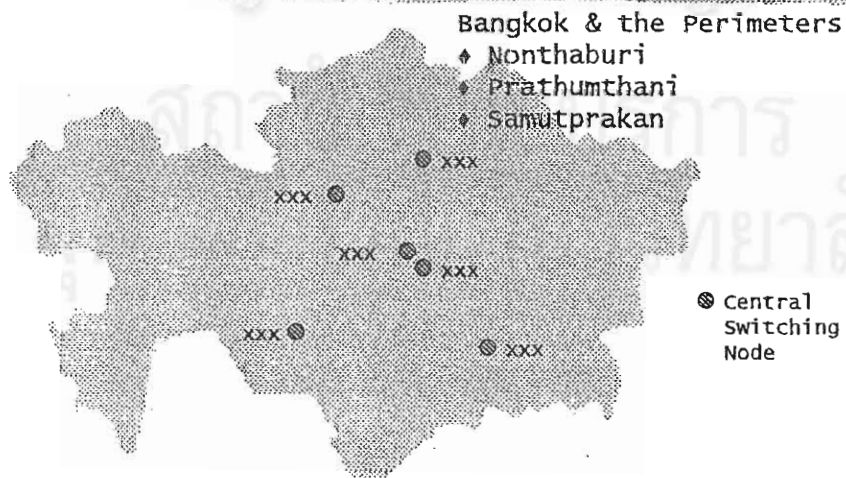 Bangkok & the Perimeters
♦ Nonthaburi
♦ Prathumthani
♦ Samutprakan
xxx
xxx
xxx
xxx
xxx
xxx
Central
Switching
Node